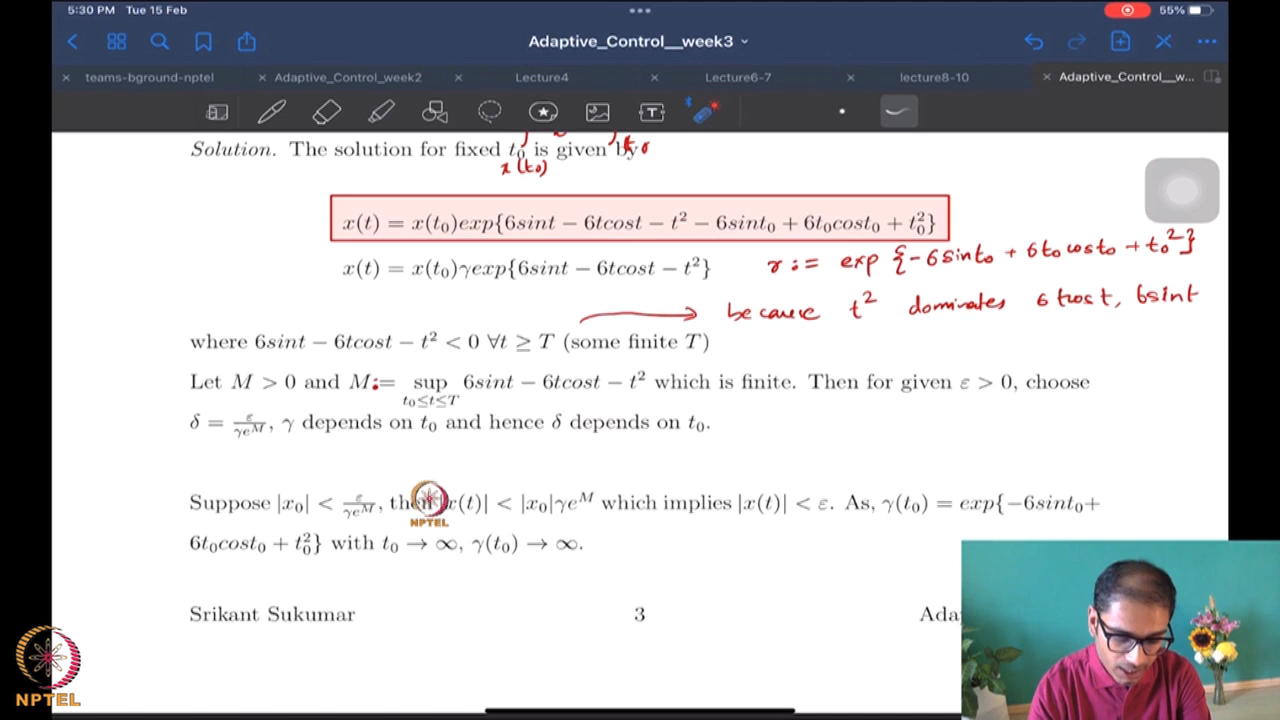 5:30 PM Tue 15 Feb
55%
Adaptive_Control__week3
teams-bground-nptel
Adaptive_Control_week2
Lecture4
Lecture6-7
lecture8-10
Adaptive_Control__w...
Solution. The solution for fixed t₀ is given by
x(t₀)
x(t) = x(t₀)exp{6sint − 6tcost − t² − 6sint₀ + 6t₀cost₀ + t₀²}
x(t) = x(t₀)γexp{6sint − 6tcost − t²}
γ := exp {-6sint₀ + 6t₀cost₀ + t₀²}
because t² dominates 6tcost, 6sint
where 6sint − 6tcost − t² < 0 ∀t ≥ T (some finite T)
Let M > 0 and M := sup 6sint − 6tcost − t² which is finite. Then for given ε > 0, choose
t₀≤t≤T
δ = ε/γeᴹ, γ depends on t₀ and hence δ depends on t₀.
Suppose |x₀| < ε/γeᴹ, then |x(t)| < |x₀|γeᴹ which implies |x(t)| < ε. As, γ(t₀) = exp{−6sint₀+
6t₀cost₀ + t₀²} with t₀ → ∞, γ(t₀) → ∞.
NPTEL
Srikant Sukumar
3
Ada
NPTEL